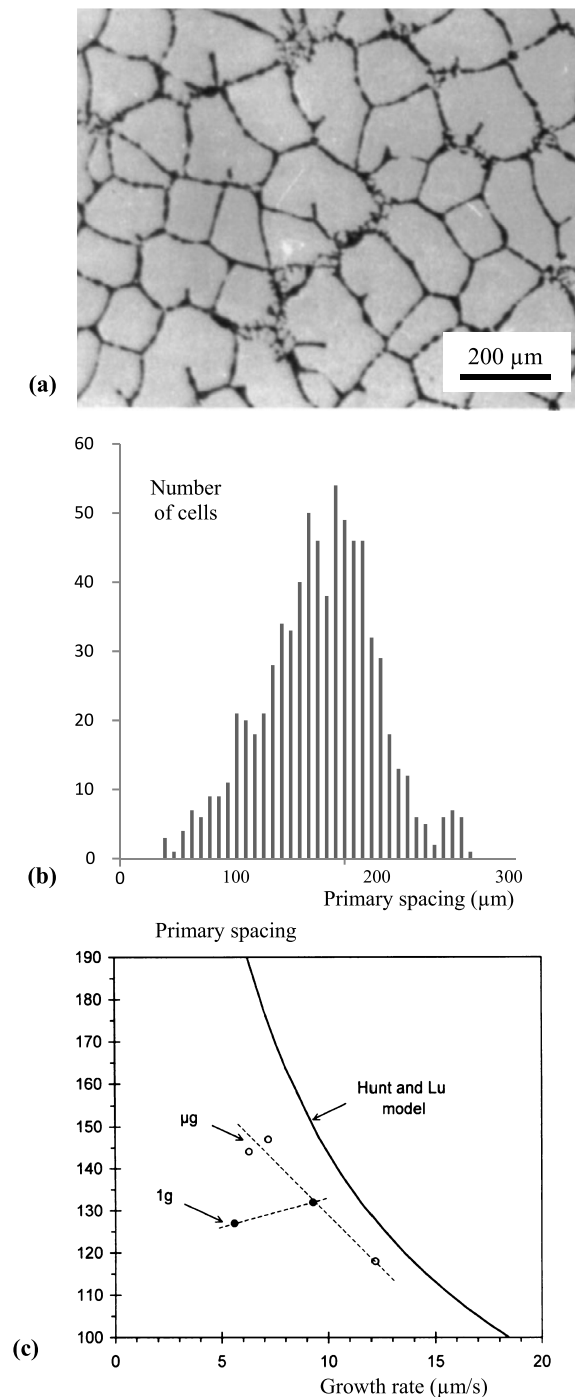 200 µm
(a)
60
Number
of cells
50
40
30
20
10
0
(b)
0
100
200
300
Primary spacing (µm)
Primary spacing
190
180
170
160
150
140
130
120
110
100
Hunt and Lu
model
µg
1g
(c)
0
5
10
15
20
Growth rate (µm/s)